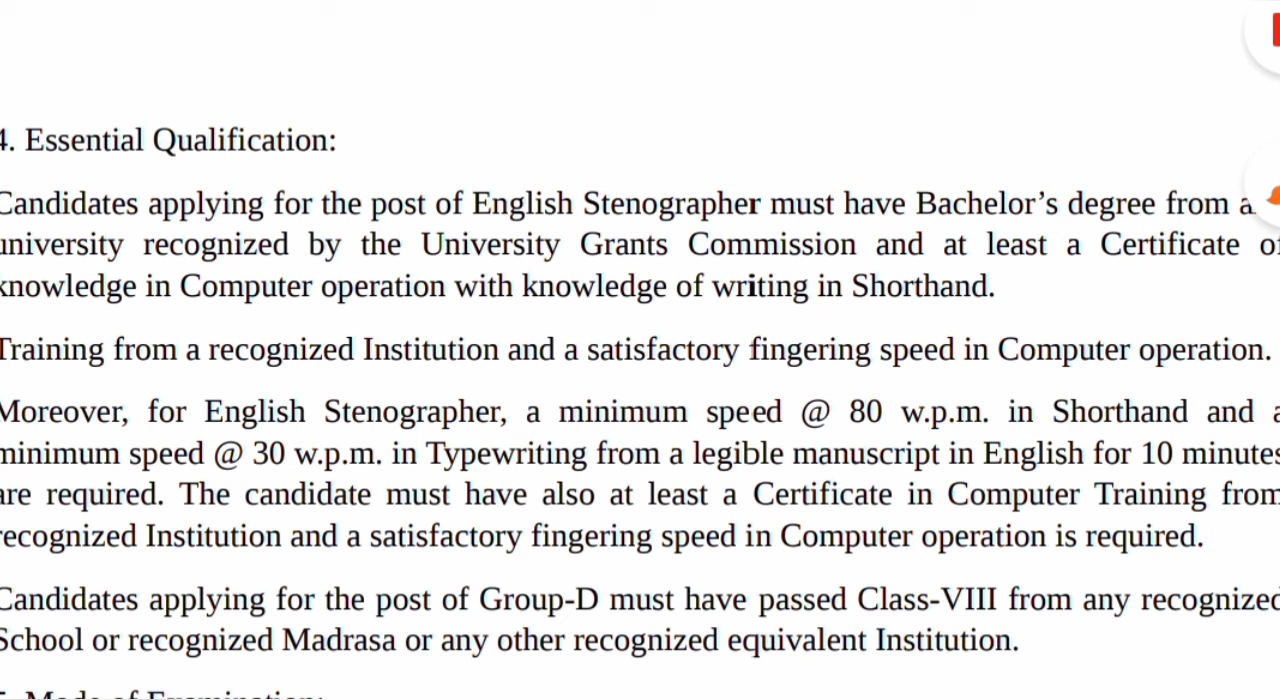 4. Essential Qualification:
Candidates applying for the post of English Stenographer must have Bachelor’s degree from a
university recognized by the University Grants Commission and at least a Certificate of
knowledge in Computer operation with knowledge of writing in Shorthand.
Training from a recognized Institution and a satisfactory fingering speed in Computer operation.
Moreover, for English Stenographer, a minimum speed @ 80 w.p.m. in Shorthand and a
minimum speed @ 30 w.p.m. in Typewriting from a legible manuscript in English for 10 minutes
are required. The candidate must have also at least a Certificate in Computer Training from
recognized Institution and a satisfactory fingering speed in Computer operation is required.
Candidates applying for the post of Group-D must have passed Class-VIII from any recognized
School or recognized Madrasa or any other recognized equivalent Institution.
5. Mode of Examination: